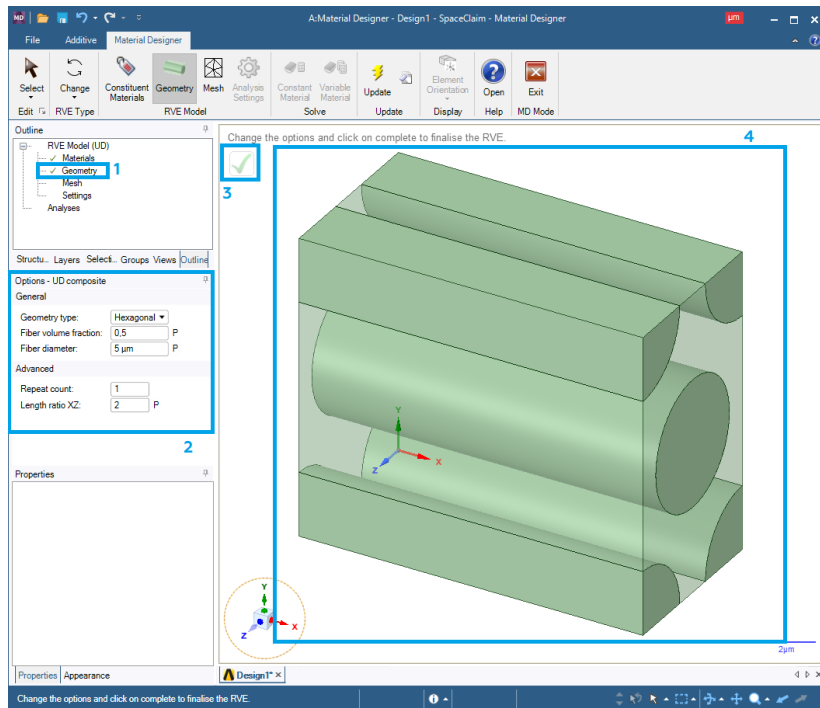 MD
A:Material Designer - Design1 - SpaceClaim - Material Designer
µm
File Additive Material Designer
Select
Change
Constituent Materials
Geometry
Mesh
Analysis Settings
Constant Material
Variable Material
Update
Element Orientation
Open
Exit
Edit RVE Type RVE Model Solve Update Display Help MD Mode
Outline
RVE Model (UD)
Materials
Geometry 1
Mesh
Settings
Analyses
Structu... Layers Selecti... Groups Views Outline
Options - UD composite
General
Geometry type: Hexagonal
Fiber volume fraction: 0,5 P
Fiber diameter: 5 µm P
Advanced
Repeat count: 1
Length ratio XZ: 2 P
2
Properties
Properties Appearance
Change the options and click on complete to finalise the RVE.
3
4
Y
X
Z
Y
X
Z
2µm
Design1*
Change the options and click on complete to finalise the RVE.